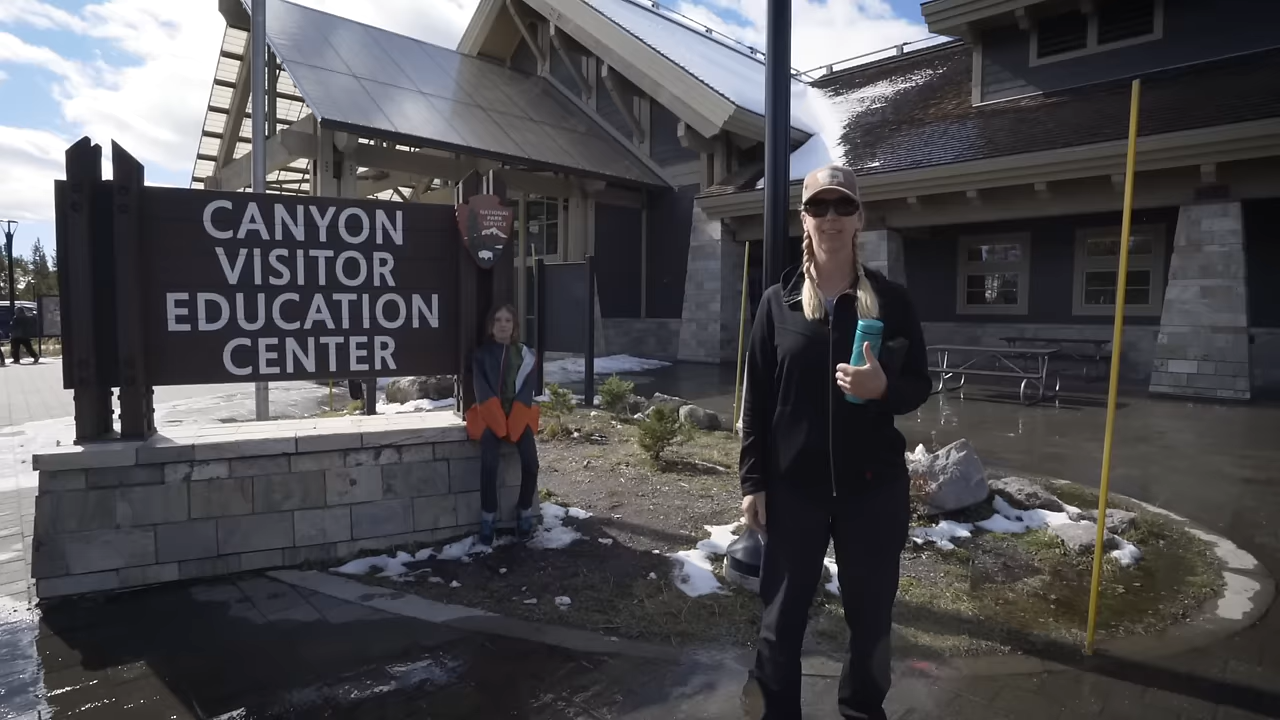 CANYON
VISITOR
EDUCATION
CENTER
NATIONAL
PARK
SERVICE